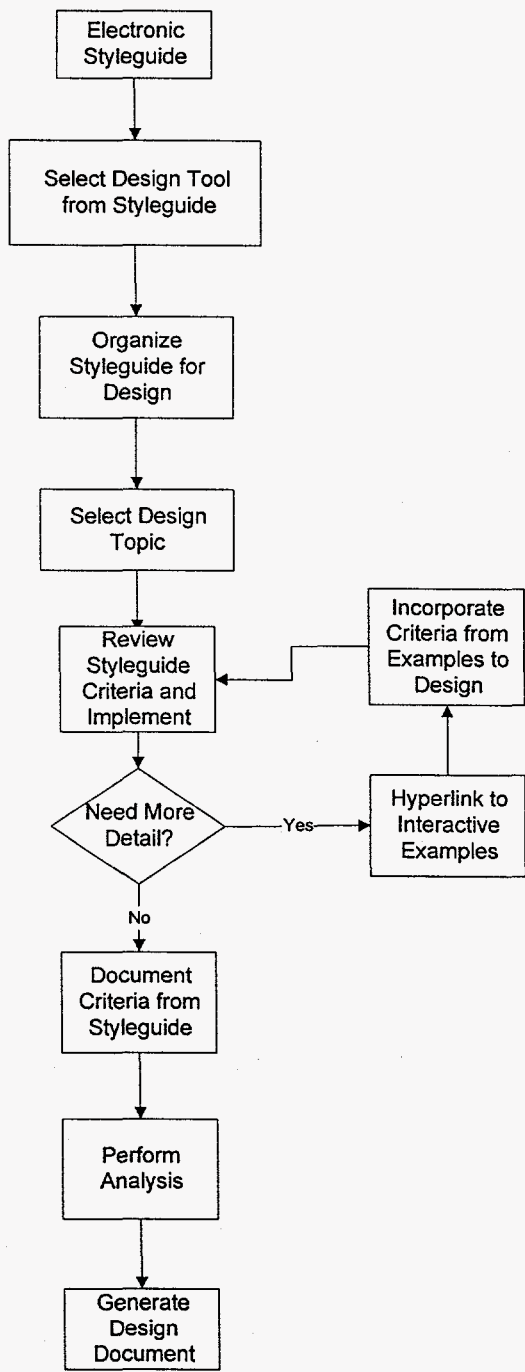 Electronic
Styleguide
Select Design Tool
from Styleguide
Organize
Styleguide for
Design
Select Design
Topic
Review
Styleguide
Criteria and
Implement
Incorporate
Criteria from
Examples to
Design
Need More
Detail?
Yes
Hyperlink to
Interactive
Examples
No
Document
Criteria from
Styleguide
Perform
Analysis
Generate
Design
Document